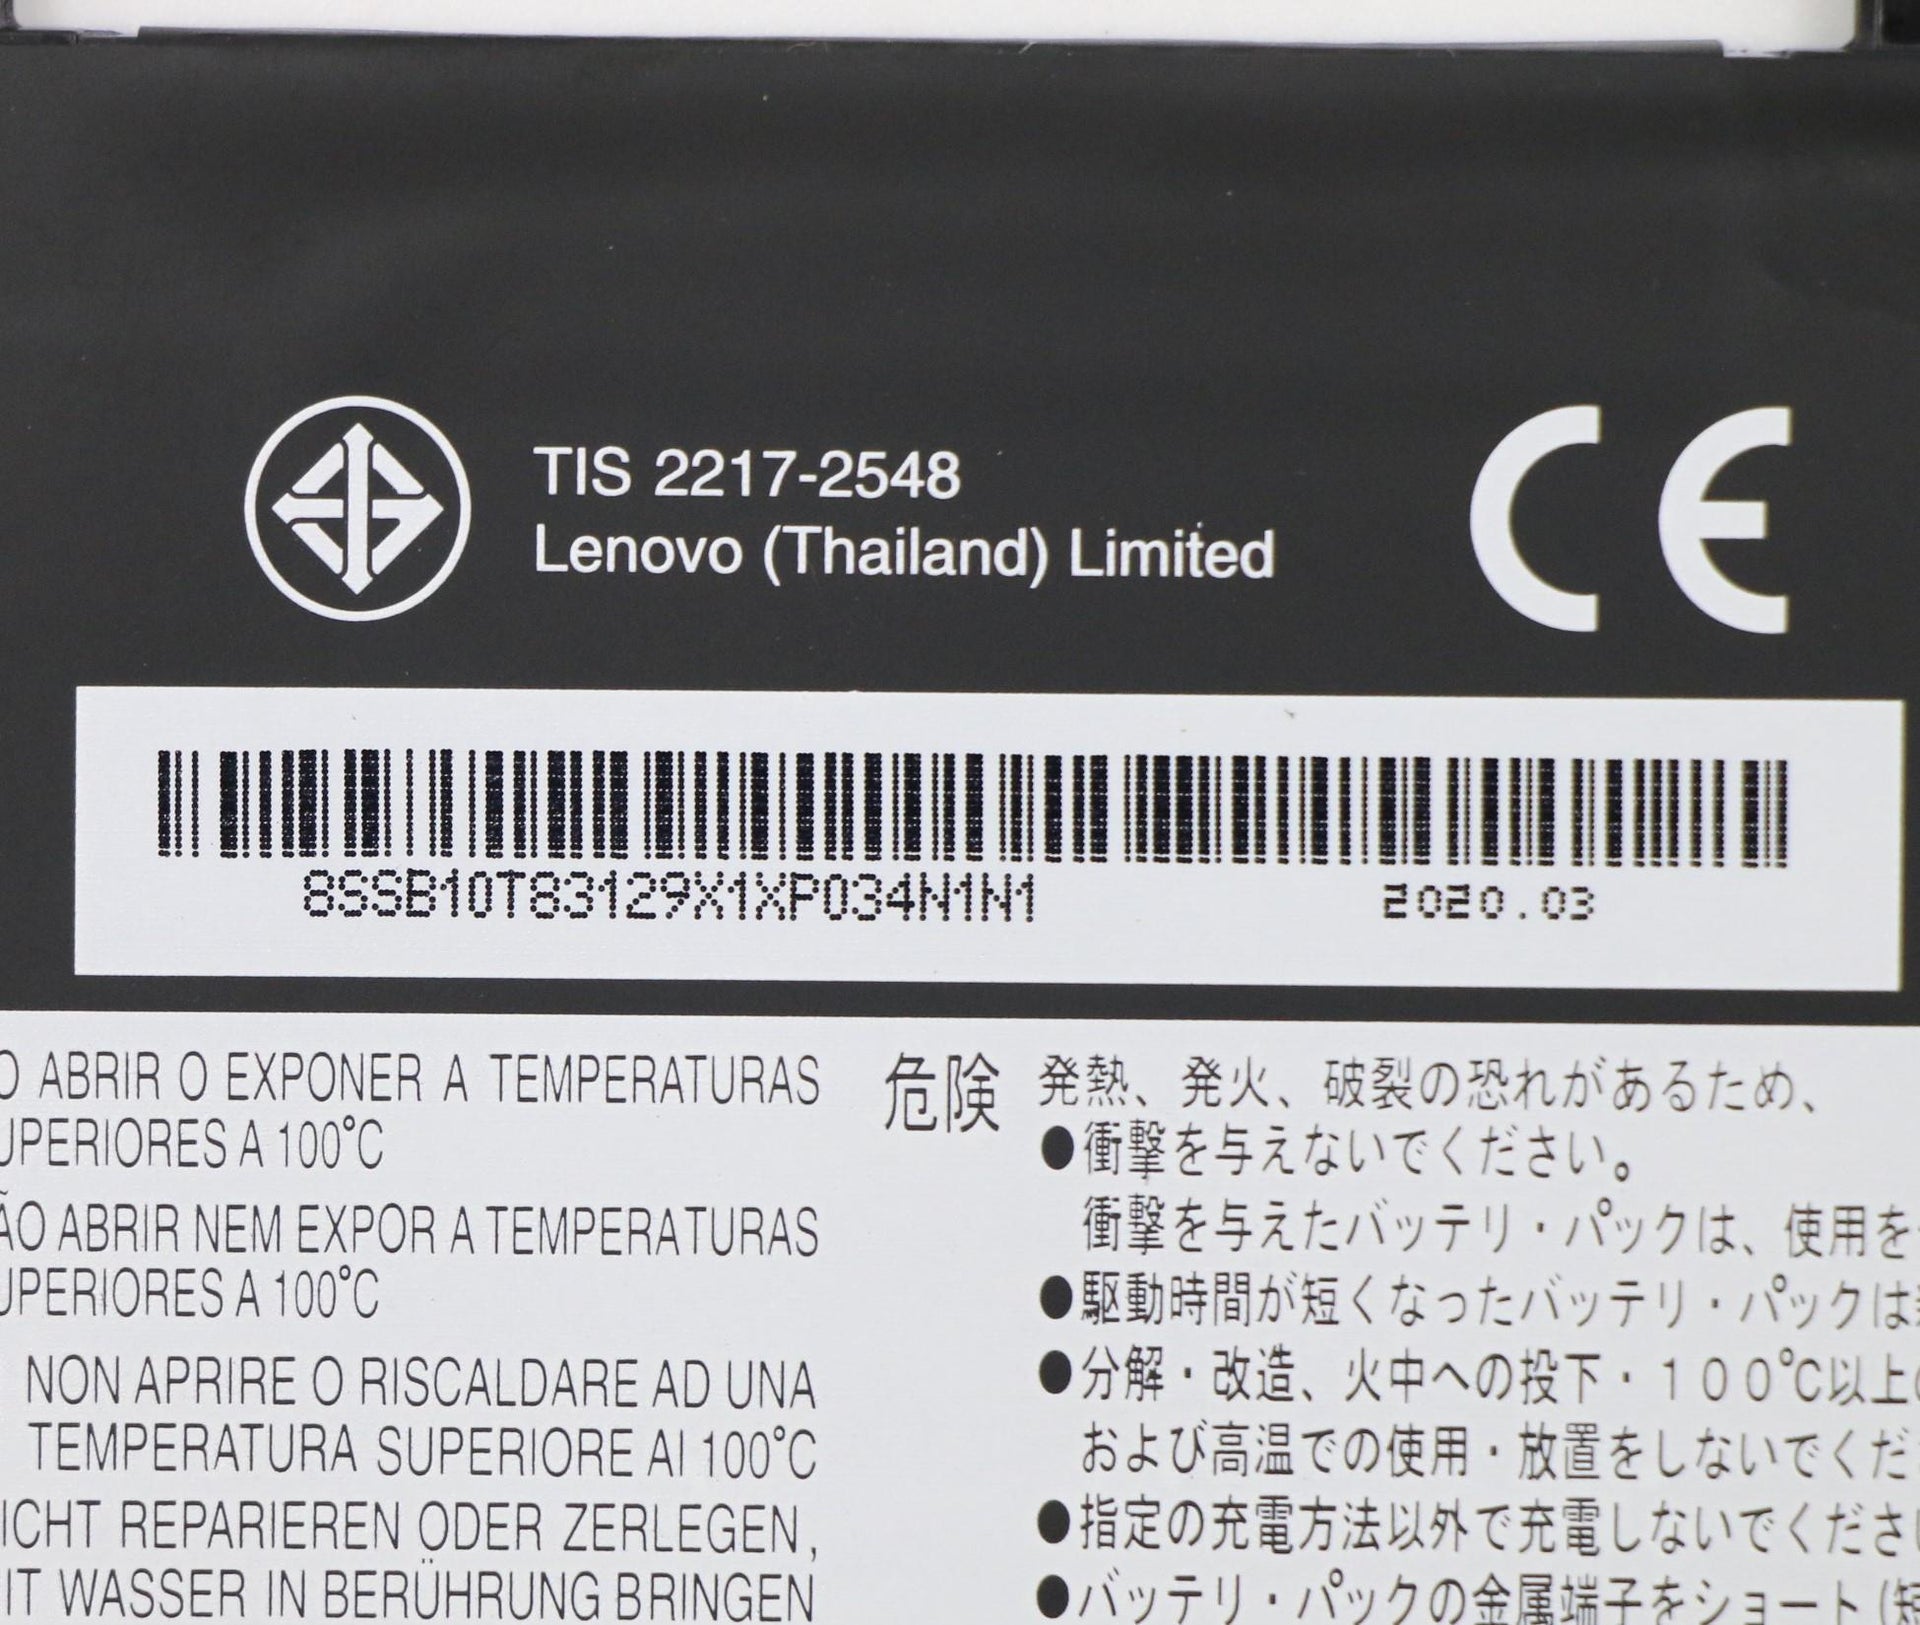 TIS 2217-2548
Lenovo (Thailand) Limited
CE
8SSB10T83129X1XP034N1N1
2020.03
O ABRIR O EXPONER A TEMPERATURAS
UPERIORES A 100°C
ÃO ABRIR NEM EXPOR A TEMPERATURAS
UPERIORES A 100°C
NON APRIRE O RISCALDARE AD UNA
TEMPERATURA SUPERIORE AI 100°C
ICHT REPARIEREN ODER ZERLEGEN,
IT WASSER IN BERÜHRUNG BRINGEN
危険 発熱、発火、破裂の恐れがあるため、
●衝撃を与えないでください。
衝撃を与えたバッテリ・パックは、使用を
●駆動時間が短くなったバッテリ・パックは
●分解・改造、火中への投下・100℃以上
および高温での使用・放置をしないでくだ
●指定の充電方法以外で充電しないでくださ
●バッテリ・パックの金属端子をショート(短